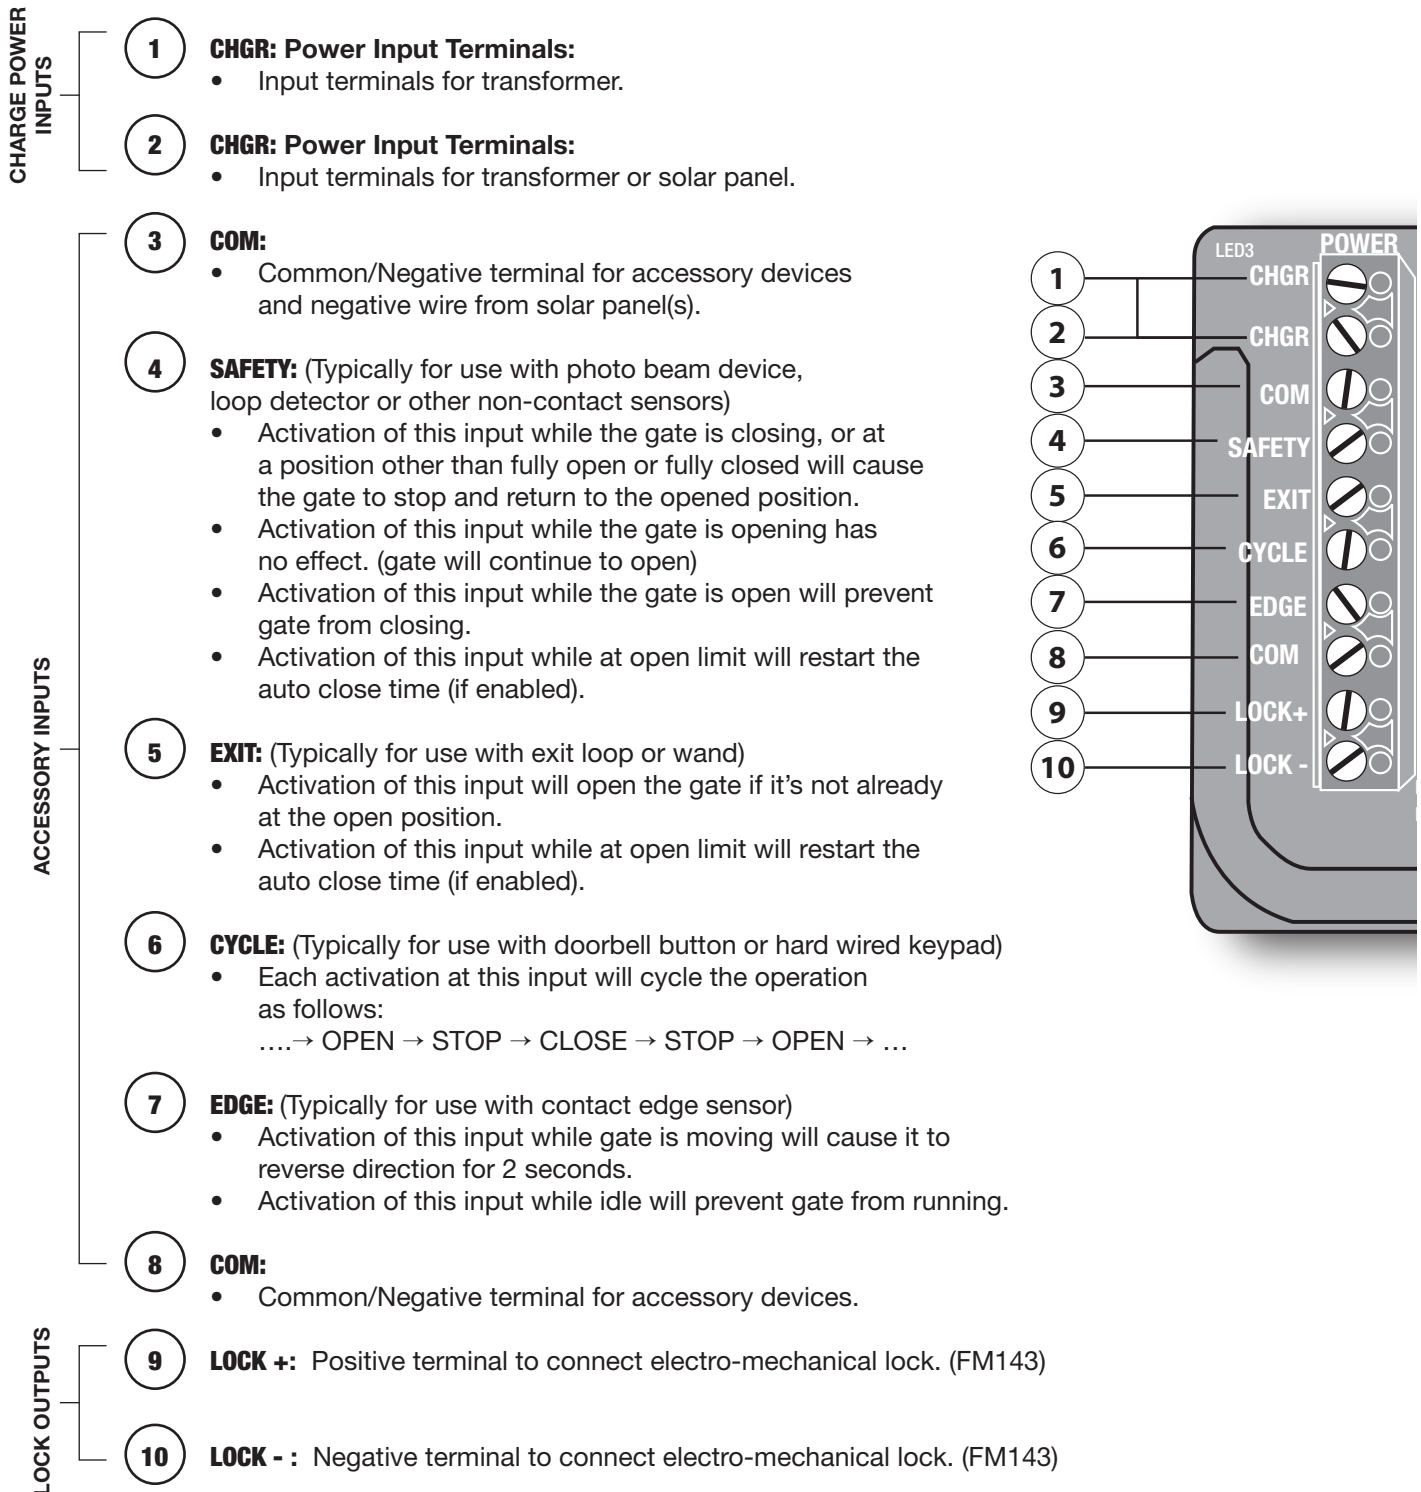 CHARGE POWER
INPUTS
1
CHGR: Power Input Terminals:
• Input terminals for transformer.
2
CHGR: Power Input Terminals:
• Input terminals for transformer or solar panel.
ACCESSORY INPUTS
3
COM:
• Common/Negative terminal for accessory devices
and negative wire from solar panel(s).
4
SAFETY: (Typically for use with photo beam device,
loop detector or other non-contact sensors)
• Activation of this input while the gate is closing, or at
a position other than fully open or fully closed will cause
the gate to stop and return to the opened position.
• Activation of this input while the gate is opening has
no effect. (gate will continue to open)
• Activation of this input while the gate is open will prevent
gate from closing.
• Activation of this input while at open limit will restart the
auto close time (if enabled).
5
EXIT: (Typically for use with exit loop or wand)
• Activation of this input will open the gate if it's not already
at the open position.
• Activation of this input while at open limit will restart the
auto close time (if enabled).
6
CYCLE: (Typically for use with doorbell button or hard wired keypad)
• Each activation at this input will cycle the operation
as follows:
....→ OPEN → STOP → CLOSE → STOP → OPEN → ...
7
EDGE: (Typically for use with contact edge sensor)
• Activation of this input while gate is moving will cause it to
reverse direction for 2 seconds.
• Activation of this input while idle will prevent gate from running.
8
COM:
• Common/Negative terminal for accessory devices.
LOCK OUTPUTS
9
LOCK +: Positive terminal to connect electro-mechanical lock. (FM143)
10
LOCK - : Negative terminal to connect electro-mechanical lock. (FM143)
LED3
POWER
1 CHGR
2 CHGR
3 COM
4 SAFETY
5 EXIT
6 CYCLE
7 EDGE
8 COM
9 LOCK+
10 LOCK -